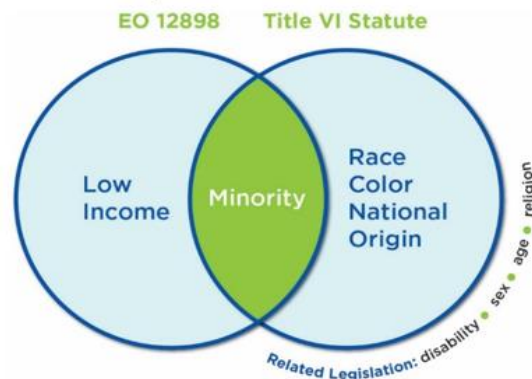 EO 12898
Title VI Statute
Low
Income
Minority
Race
Color
National
Origin
Related Legislation: disability • sex • age • religion